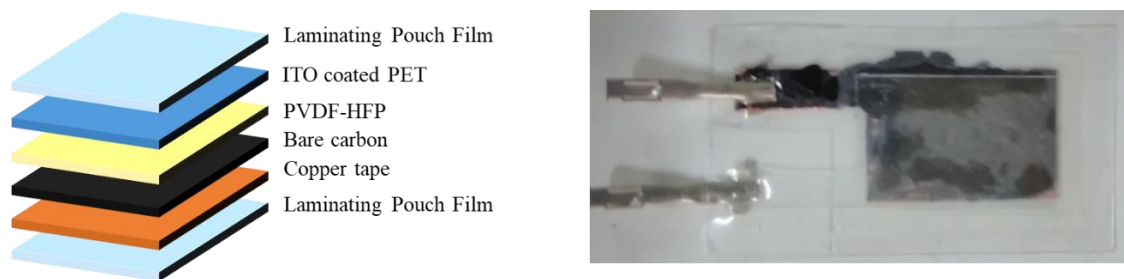 Laminating Pouch Film
ITO coated PET
PVDF-HFP
Bare carbon
Copper tape
Laminating Pouch Film